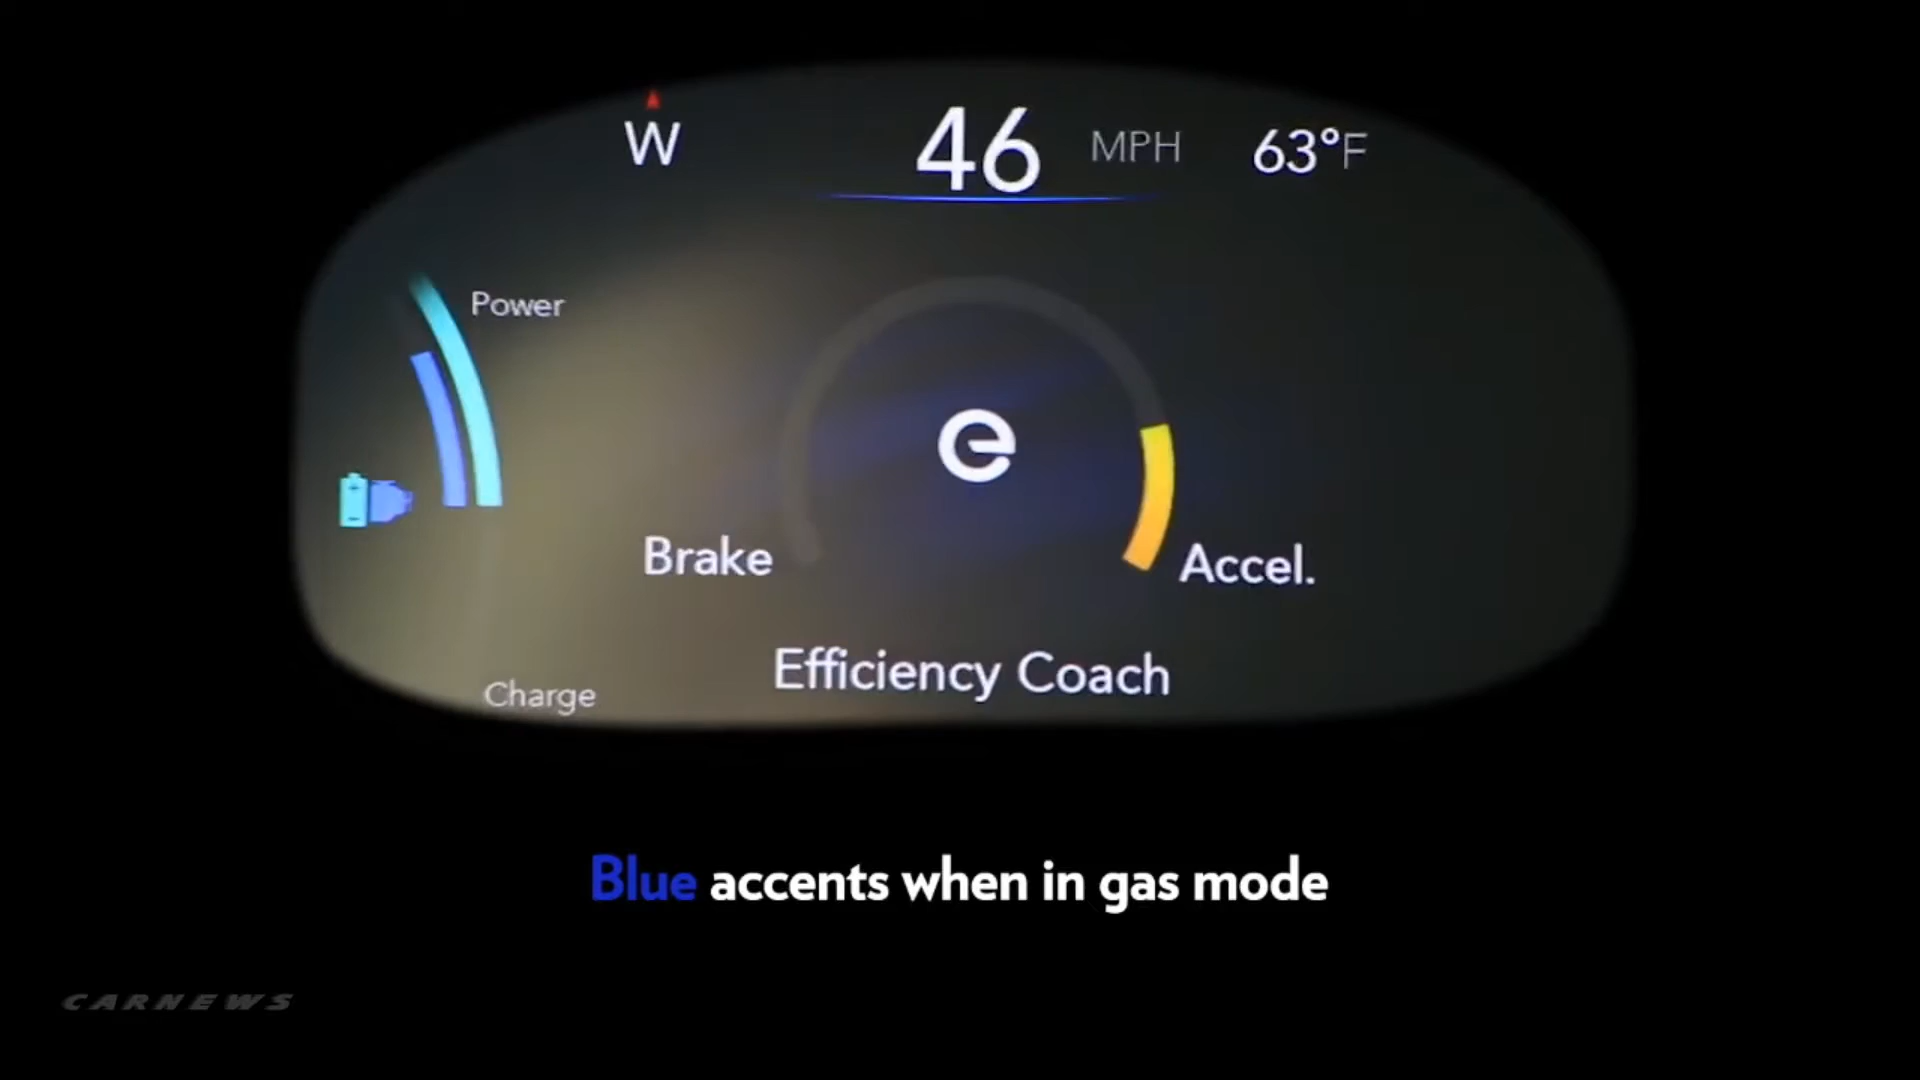 W 46 MPH 63°F
Power
e
Brake Accel.
Efficiency Coach
Charge
Blue accents when in gas mode
CARNEWS